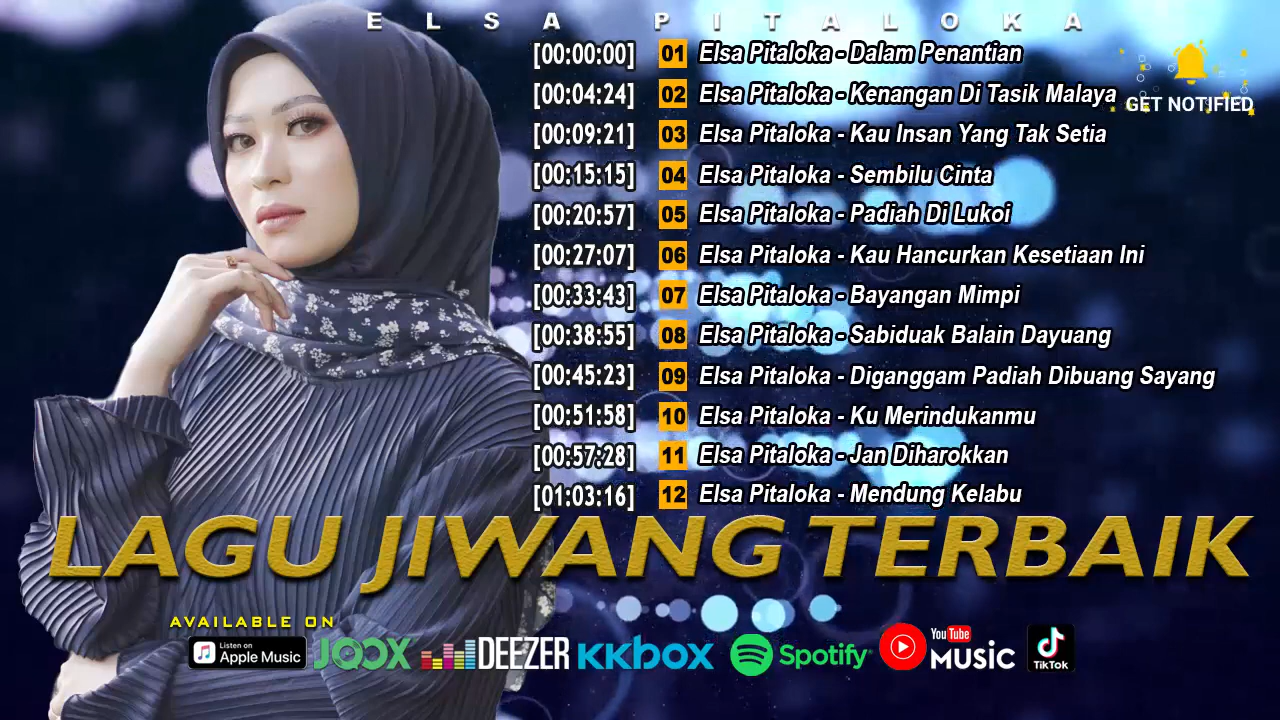 ELSA PITALOKA
[00:00:00] 01 Elsa Pitaloka - Dalam Penantian
[00:04:24] 02 Elsa Pitaloka - Kenangan Di Tasik Malaya
GET NOTIFIED
[00:09:21] 03 Elsa Pitaloka - Kau Insan Yang Tak Setia
[00:15:15] 04 Elsa Pitaloka - Sembilu Cinta
[00:20:57] 05 Elsa Pitaloka - Padiah Di Lukoi
[00:27:07] 06 Elsa Pitaloka - Kau Hancurkan Kesetiaan Ini
[00:33:43] 07 Elsa Pitaloka - Bayangan Mimpi
[00:38:55] 08 Elsa Pitaloka - Sabiduak Balain Dayuang
[00:45:23] 09 Elsa Pitaloka - Diganggam Padiah Dibuang Sayang
[00:51:58] 10 Elsa Pitaloka - Ku Merindukanmu
[00:57:28] 11 Elsa Pitaloka - Jan Diharokkan
[01:03:16] 12 Elsa Pitaloka - Mendung Kelabu
LAGU JIWANG TERBAIK
AVAILABLE ON
Listen on
Apple Music
JOOX
DEEZER
KKBOX
Spotify
YouTube
MUSIC
TikTok